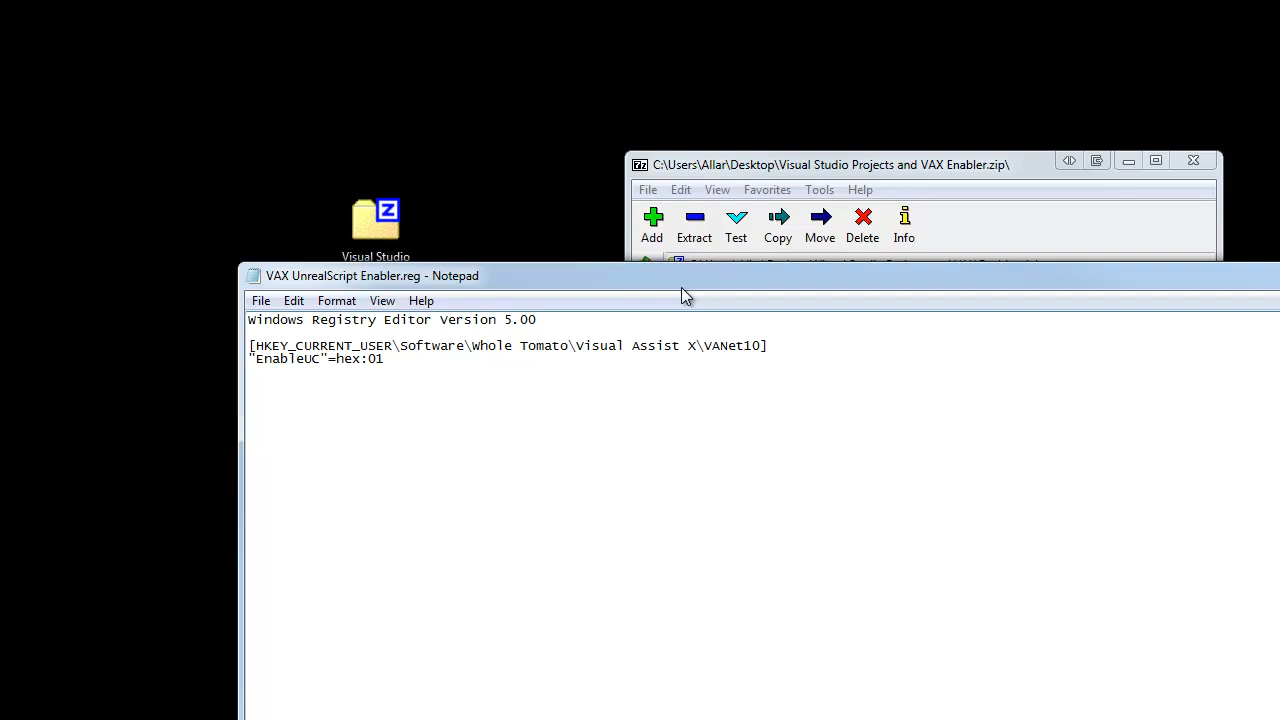 C:\Users\Allar\Desktop\Visual Studio Projects and VAX Enabler.zip\
File Edit View Favorites Tools Help
Add Extract Test Copy Move Delete Info
Visual Studio
VAX UnrealScript Enabler.reg - Notepad
File Edit Format View Help
Windows Registry Editor Version 5.00
[HKEY_CURRENT_USER\Software\Whole Tomato\Visual Assist X\VANet10]
"EnableUC"=hex:01